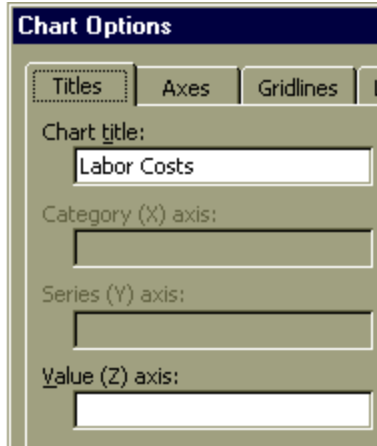 Chart Options
Titles Axes Gridlines
Chart title:
Labor Costs
Category (X) axis:
Series (Y) axis:
Value (Z) axis: